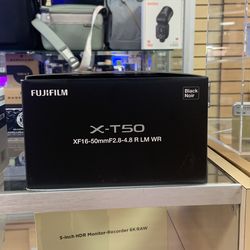 FUJIFILM
Black
Noir
X-T50
XF16-50mmF2.8-4.8 R LM WR
5-inch HDR Monitor-Recorder 6K RAW